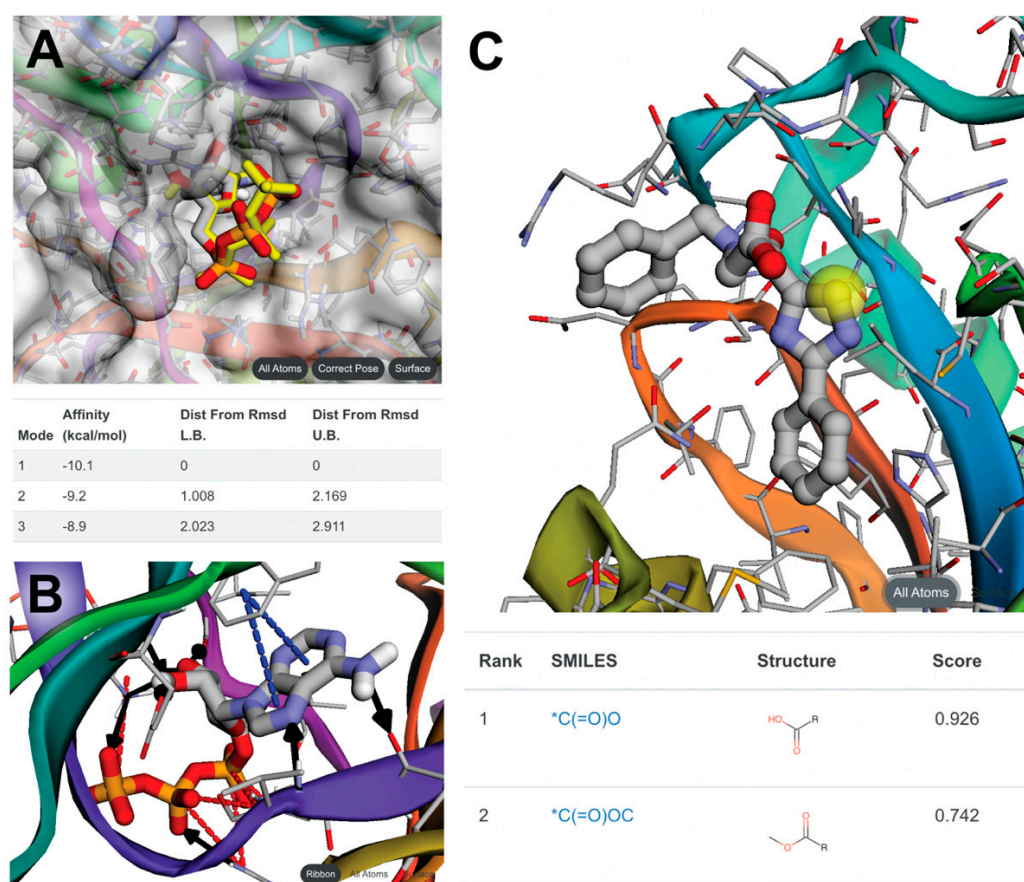 A
All Atoms Correct Pose Surface
Affinity Dist From Rmsd Dist From Rmsd
Mode (kcal/mol) L.B. U.B.
1 -10.1 0 0
2 -9.2 1.008 2.169
3 -8.9 2.023 2.911
B
Ribbon All Atoms Surface
C
All Atoms Surface
Rank SMILES Structure Score
1 *C(=O)O HO R O 0.926
2 *C(=O)OC O O R 0.742